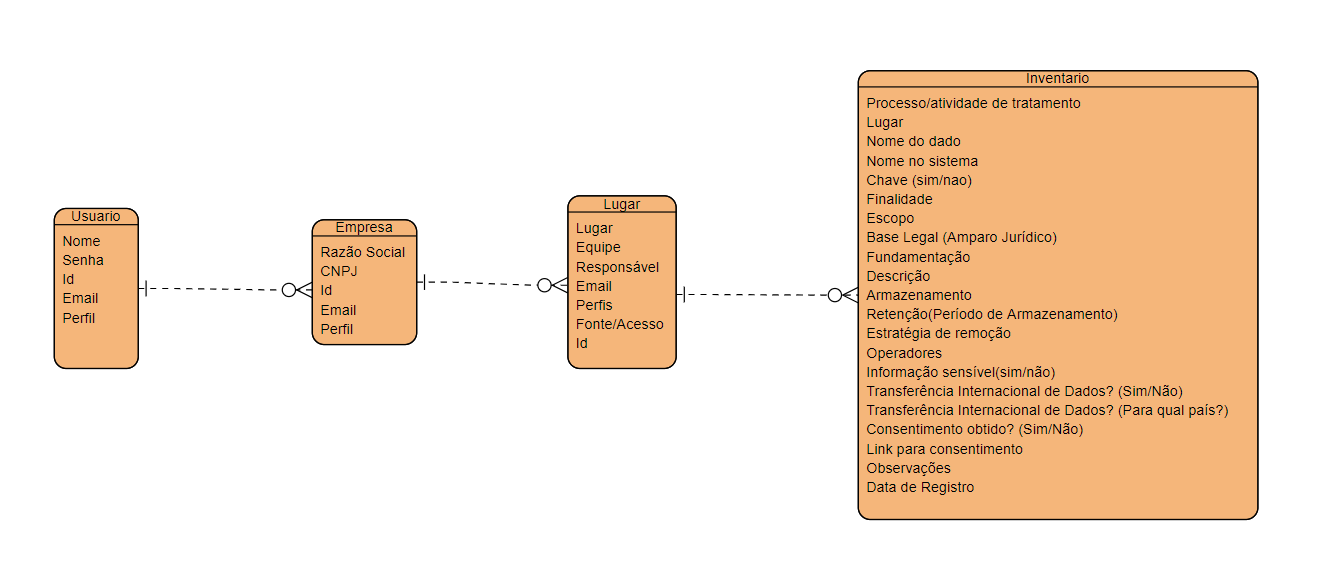 Usuario
Nome
Senha
Id
Email
Perfil
Empresa
Razão Social
CNPJ
Id
Email
Perfil
Lugar
Lugar
Equipe
Responsável
Email
Perfis
Fonte/Acesso
Id
Inventario
Processo/atividade de tratamento
Lugar
Nome do dado
Nome no sistema
Chave (sim/nao)
Finalidade
Escopo
Base Legal (Amparo Jurídico)
Fundamentação
Descrição
Armazenamento
Retenção(Período de Armazenamento)
Estratégia de remoção
Operadores
Informação sensível(sim/não)
Transferência Internacional de Dados? (Sim/Não)
Transferência Internacional de Dados? (Para qual país?)
Consentimento obtido? (Sim/Não)
Link para consentimento
Observações
Data de Registro